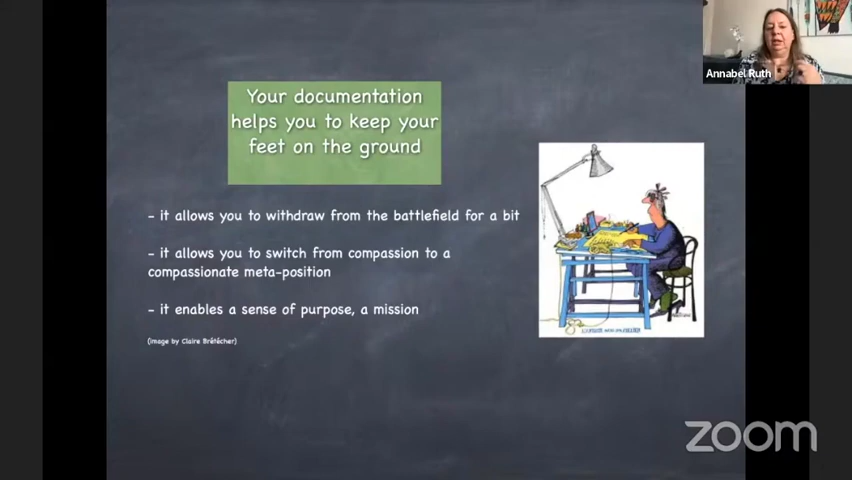 Your documentation
helps you to keep your
feet on the ground
- it allows you to withdraw from the battlefield for a bit
- it allows you to switch from compassion to a
compassionate meta-position
- it enables a sense of purpose, a mission
(image by Claire Brétécher)
Annabel Ruth
zoom